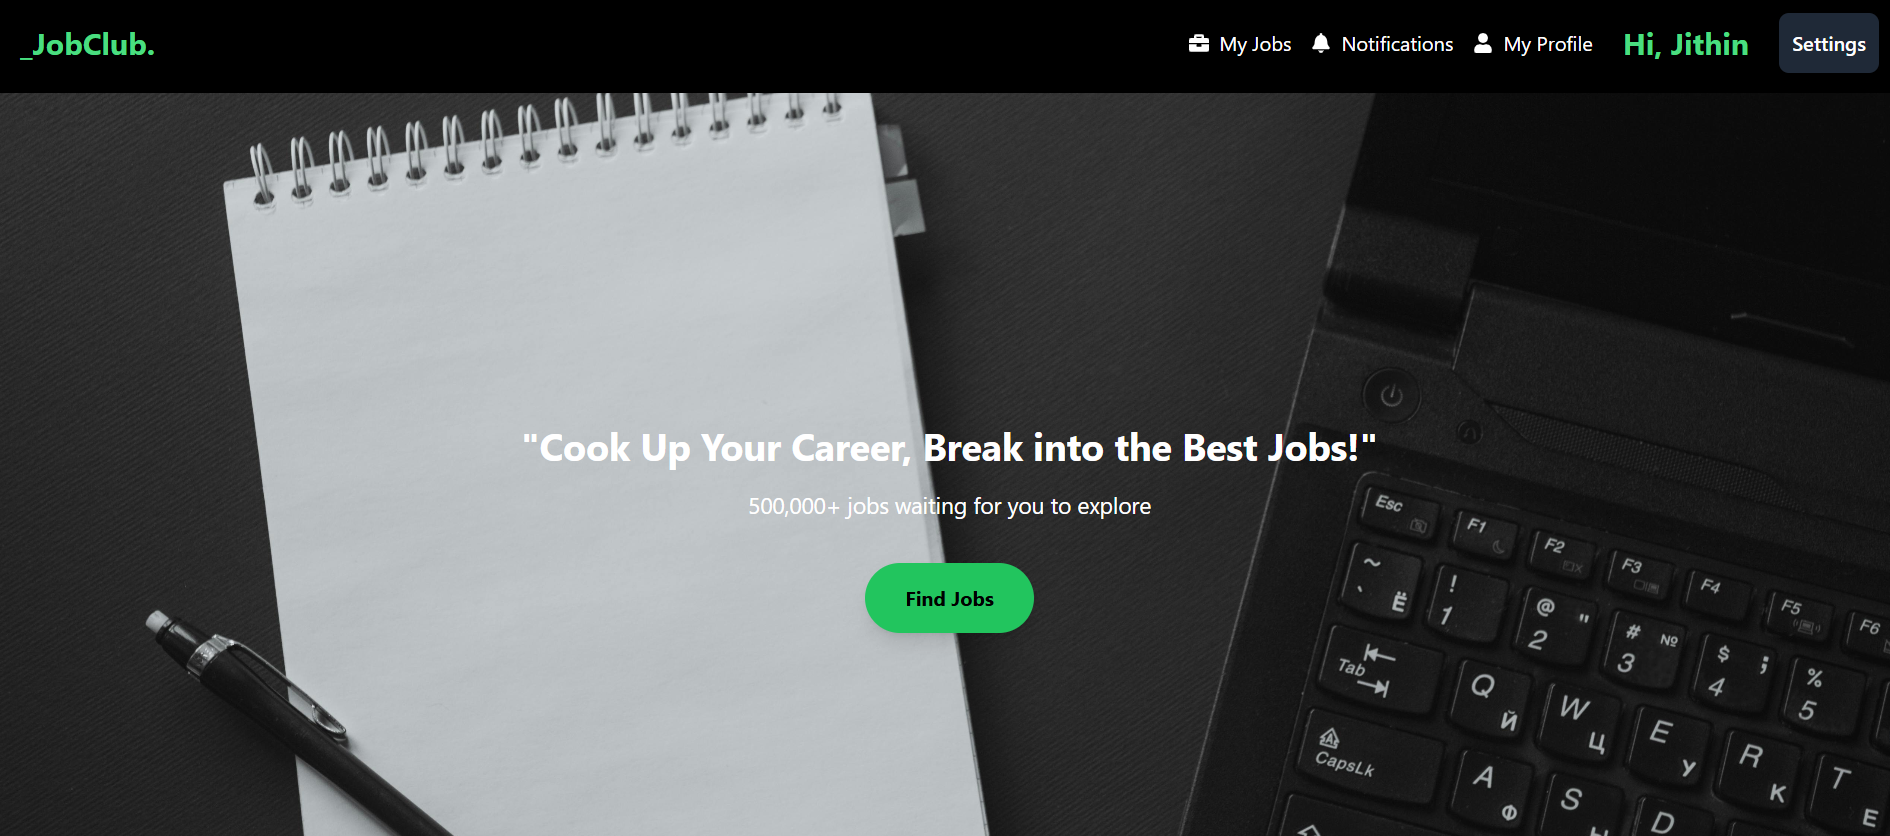 _JobClub.
My Jobs
Notifications
My Profile
Hi, Jithin
Settings
"Cook Up Your Career, Break into the Best Jobs!"
500,000+ jobs waiting for you to explore
Find Jobs
Esc
F1
F2
F3
F4
F5
F6
~ ` Ё
! 1
@ " 2
# № 3
$ ; 4
% 5
Tab
Q Й
W Ц
E У
R К
T Е
CapsLk
A Ф
S
D